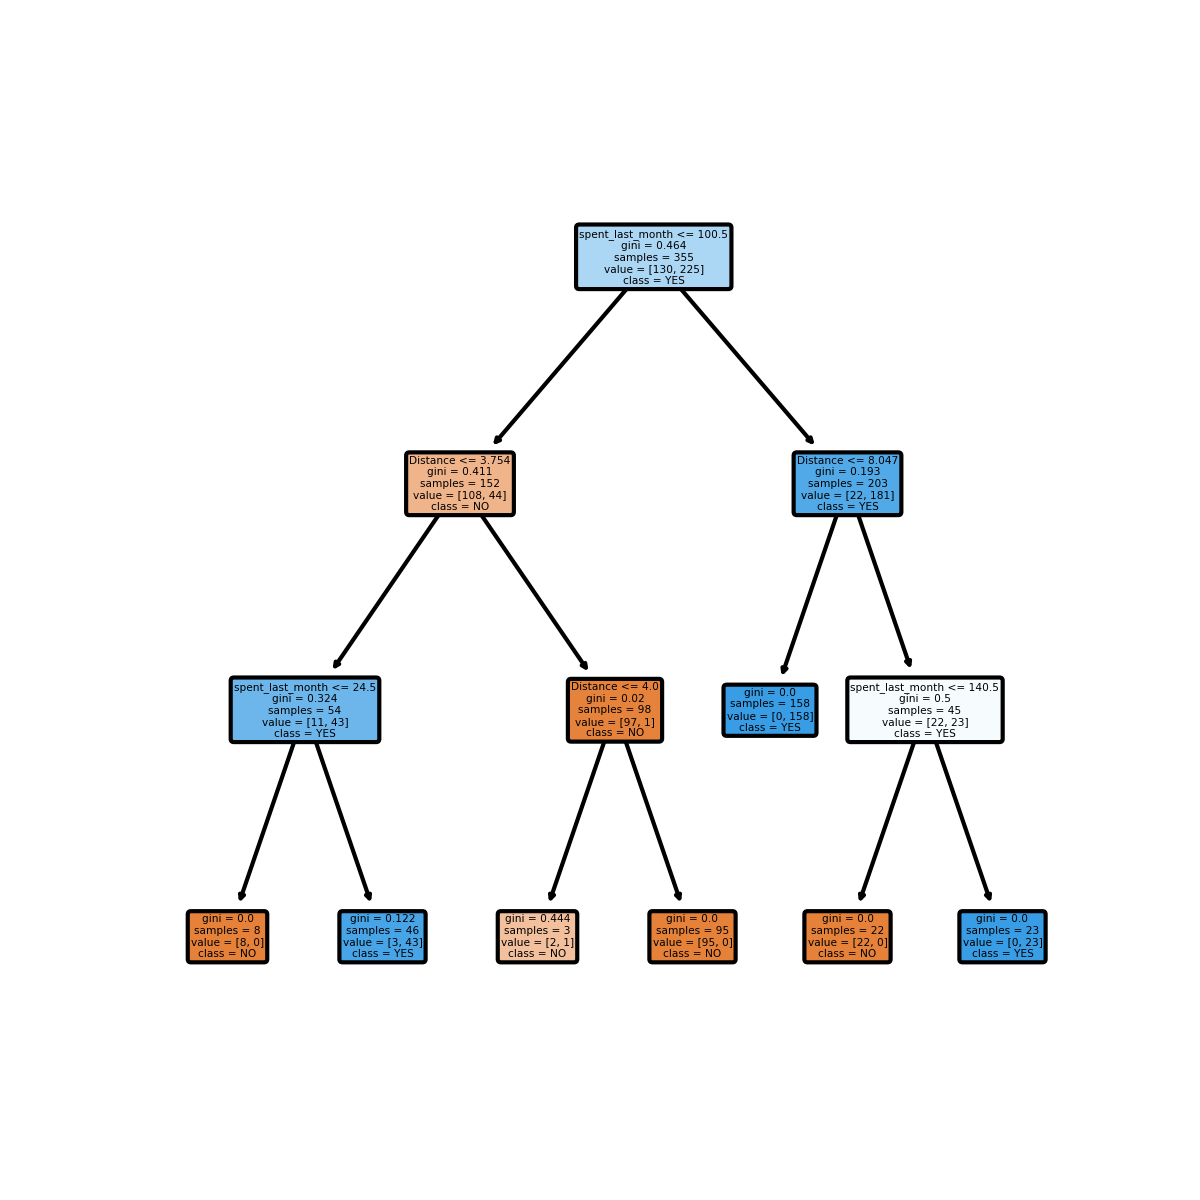 spent_last_month <= 100.5
gini = 0.464
samples = 355
value = [130, 225]
class = YES
Distance <= 3.754
gini = 0.411
samples = 152
value = [108, 44]
class = NO
Distance <= 8.047
gini = 0.193
samples = 203
value = [22, 181]
class = YES
spent_last_month <= 24.5
gini = 0.324
samples = 54
value = [11, 43]
class = YES
Distance <= 4.0
gini = 0.02
samples = 98
value = [97, 1]
class = NO
gini = 0.0
samples = 158
value = [0, 158]
class = YES
spent_last_month <= 140.5
gini = 0.5
samples = 45
value = [22, 23]
class = YES
gini = 0.0
samples = 8
value = [8, 0]
class = NO
gini = 0.122
samples = 46
value = [3, 43]
class = YES
gini = 0.444
samples = 3
value = [2, 1]
class = NO
gini = 0.0
samples = 95
value = [95, 0]
class = NO
gini = 0.0
samples = 22
value = [22, 0]
class = NO
gini = 0.0
samples = 23
value = [0, 23]
class = YES